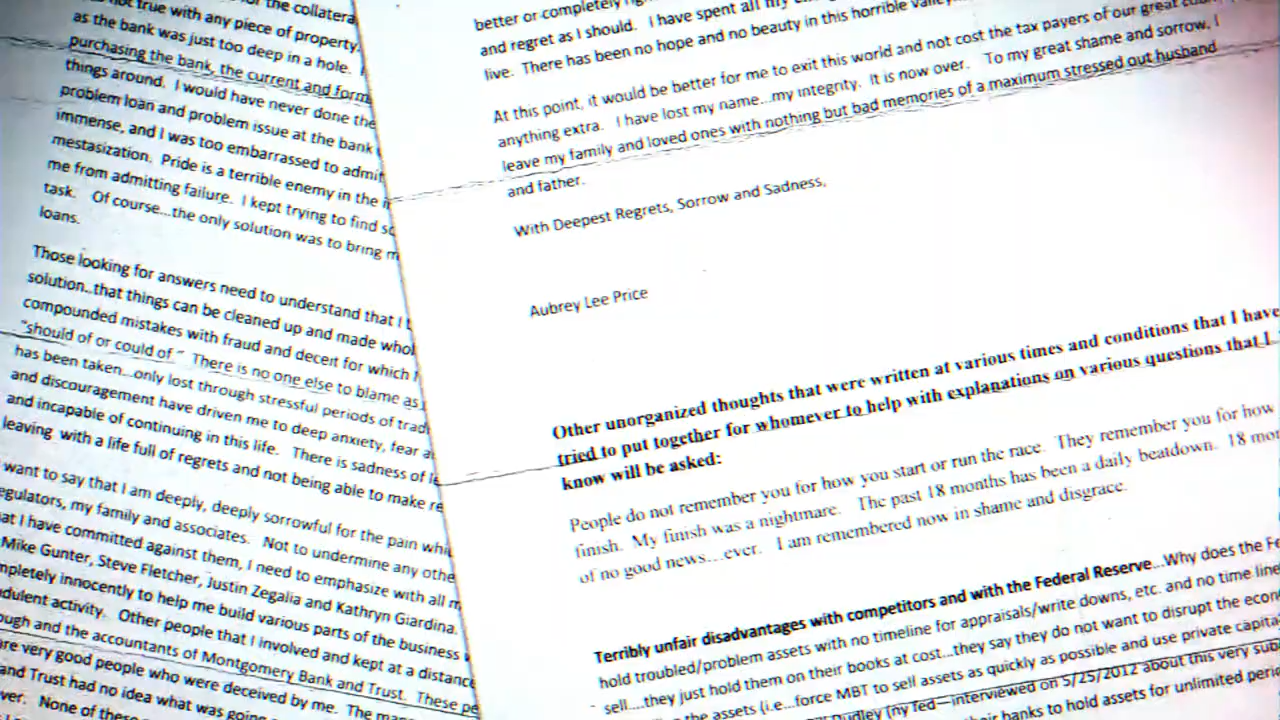 for the collatera
not true with any piece of property.
as the bank was just too deep in a hole.
purchasing the bank, the current and form
things around. I would have never done the
problem loan and problem issue at the bank
immense, and I was too embarrassed to admit
mestasization. Pride is a terrible enemy in the
me from admitting failure. I kept trying to find so
task. Of course...the only solution was to bring m
loans.
Those looking for answers need to understand that I t
solution..that things can be cleaned up and made whol
compounded mistakes with fraud and deceit for which I
"should of or could of " There is no one else to blame as
has been taken...only lost through stressful periods of trad
and discouragement have driven me to deep anxiety, fear a
and incapable of continuing in this life. There is sadness of le
leaving with a life full of regrets and not being able to make re
want to say that I am deeply, deeply sorrowful for the pain whi
egulators, my family and associates. Not to undermine any othe
at I have committed against them, I need to emphasize with all m
Mike Gunter, Steve Fletcher, Justin Zegalia and Kathryn Giardina.
mpletely innocently to help me build various parts of the business
dulent activity. Other people that I involved and kept at a distance
ough and the accountants of Montgomery Bank and Trust. These pe
are very good people who were deceived by me. The
and Trust had no idea what was going
ver. None of these
better or completely
and regret as I should. I have spent all my
live. There has been no hope and no beauty in this horrible valley
At this point, it would be better for me to exit this world and not cost the tax payers of our great
anything extra. I have lost my name...my integrity. It is now over. To my great shame and sorrow, I
leave my family and loved ones with nothing but bad memories of a maximum stressed out husband
and father.
With Deepest Regrets, Sorrow and Sadness,
Aubrey Lee Price
Other unorganized thoughts that were written at various times and conditions that I have
tried to put together for whomever to help with explanations on various questions that I
know will be asked:
People do not remember you for how you start or run the race. They remember you for how
finish. My finish was a nightmare. The past 18 months has been a daily beatdown. 18 mon
of no good news...ever. I am remembered now in shame and disgrace.
Terribly unfair disadvantages with competitors and with the Federal Reserve...Why does the Fe
hold troubled/problem assets with no timeline for appraisals/write downs, etc. and no time line
sell....they just hold them on their books at cost...they say they do not want to disrupt the econ
the assets (i.e...force MBT to sell assets as quickly as possible and use private capita
Dudley (ny fed—interviewed on 5/25/2012 about this very sub
their banks to hold assets for unlimited perio